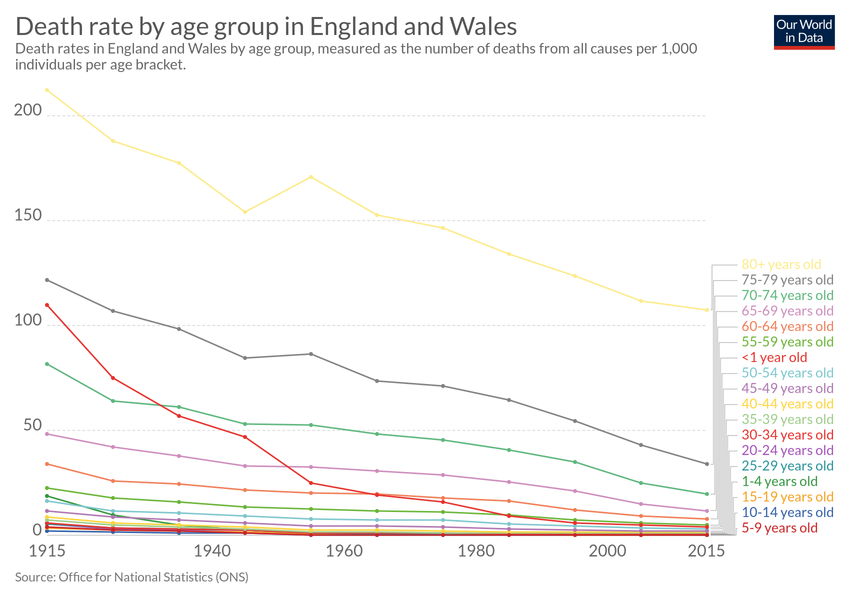 Death rate by age group in England and Wales
Death rates in England and Wales by age group, measured as the number of deaths from all causes per 1,000
individuals per age bracket.
Our World
in Data
200
150
100
50
0
1915
1940
1960
1980
2000
2015
80+ years old
75-79 years old
70-74 years old
65-69 years old
60-64 years old
55-59 years old
<1 year old
50-54 years old
45-49 years old
40-44 years old
35-39 years old
30-34 years old
20-24 years old
25-29 years old
1-4 years old
15-19 years old
10-14 years old
5-9 years old
Source: Office for National Statistics (ONS)